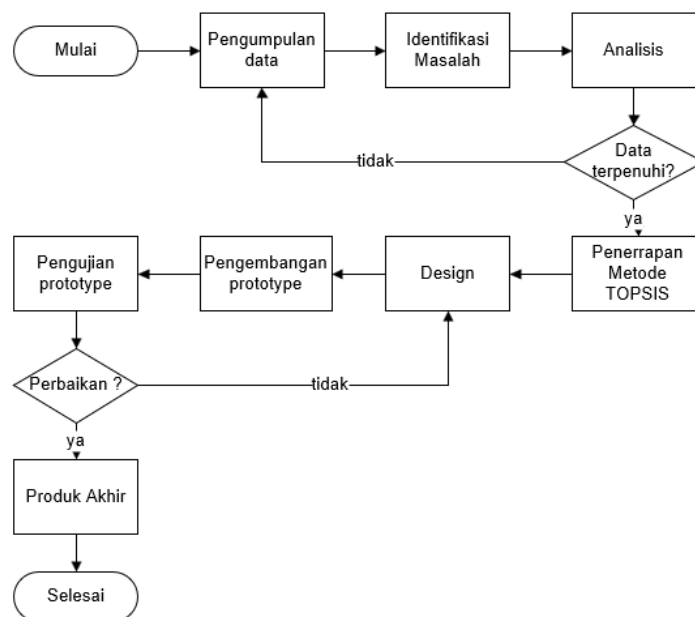 Mulai
Pengumpulan
data
Identifikasi
Masalah
Analisis
Data
terpenuhi?
tidak
ya
Penerrapan
Metode
TOPSIS
Design
Pengembangan
prototype
Pengujian
prototype
Perbaikan ?
tidak
ya
Produk Akhir
Selesai